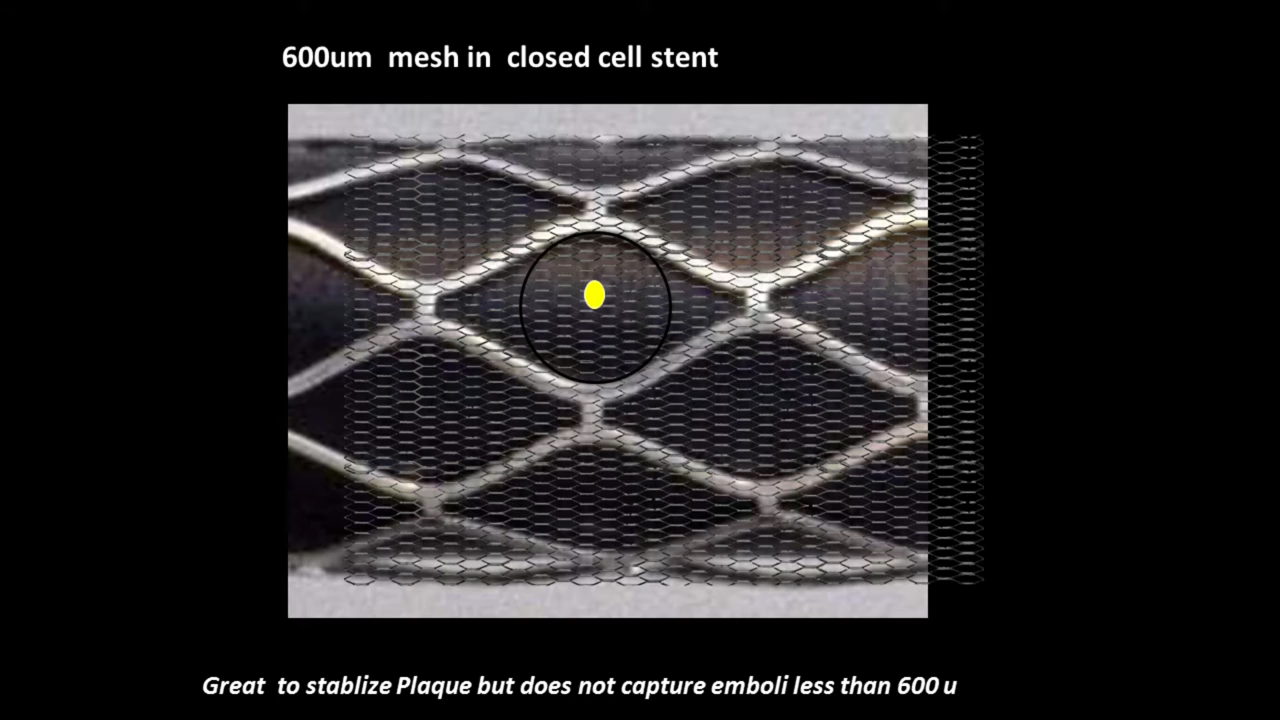 600um mesh in closed cell stent
Great to stablize Plaque but does not capture emboli less than 600 u